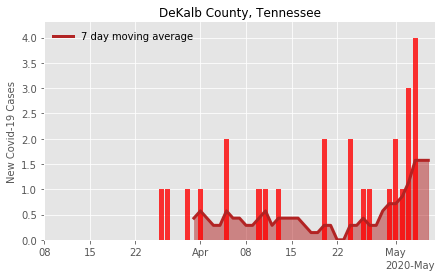 DeKalb County, Tennessee
7 day moving average
New Covid-19 Cases
4.0
3.5
3.0
2.5
2.0
1.5
1.0
0.5
0.0
08 15 22 Apr 08 15 22 May
2020-May